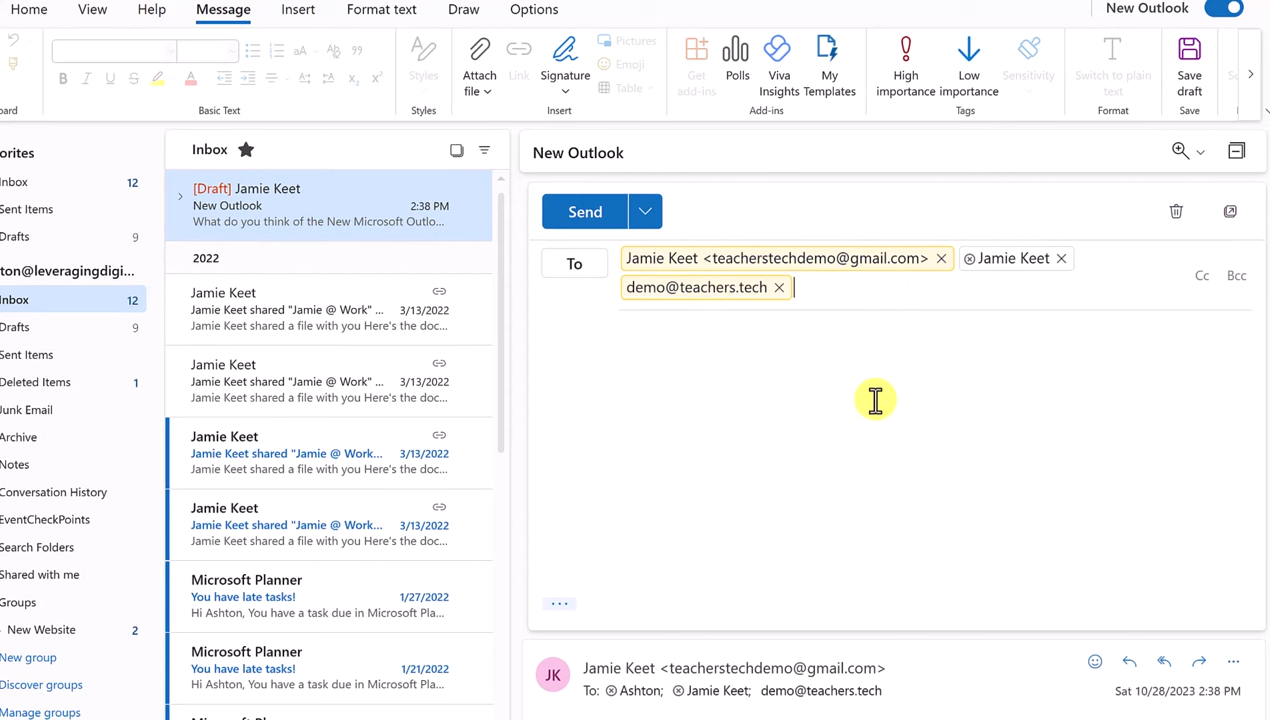 Home View Help Message Insert Format text Draw Options New Outlook
Pictures
Emoji
Table
Styles Attach file Link Signature Get add-ins Polls Viva Insights My Templates High importance Low importance Sensitivity Switch to plain text Save draft
Basic Text Styles Insert Add-ins Tags Format Save
orites
Inbox 12
Sent Items
Drafts 9
ton@leveragingdigi...
Inbox 12
Drafts 9
Sent Items
Deleted Items 1
Junk Email
Archive
Notes
Conversation History
EventCheckPoints
Search Folders
Shared with me
Groups
New Website 2
New group
Discover groups
Manage groups
Inbox
[Draft] Jamie Keet
New Outlook 2:38 PM
What do you think of the New Microsoft Outlo...
2022
Jamie Keet
Jamie Keet shared "Jamie @ Work" ... 3/13/2022
Jamie Keet shared a file with you Here's the doc...
Jamie Keet
Jamie Keet shared "Jamie @ Work" ... 3/13/2022
Jamie Keet shared a file with you Here's the doc...
Jamie Keet
Jamie Keet shared "Jamie @ Work... 3/13/2022
Jamie Keet shared a file with you Here's the doc...
Jamie Keet
Jamie Keet shared "Jamie @ Work... 3/13/2022
Jamie Keet shared a file with you Here's the doc...
Microsoft Planner
You have late tasks! 1/27/2022
Hi Ashton, You have a task due in Microsoft Pla...
Microsoft Planner
You have late tasks! 1/21/2022
Hi Ashton, You have a task due in Microsoft Pla...
New Outlook
Send
To Jamie Keet <teacherstechdemo@gmail.com> Jamie Keet
demo@teachers.tech
Cc Bcc
...
JK
Jamie Keet <teacherstechdemo@gmail.com>
To: Ashton; Jamie Keet; demo@teachers.tech
Sat 10/28/2023 2:38 PM